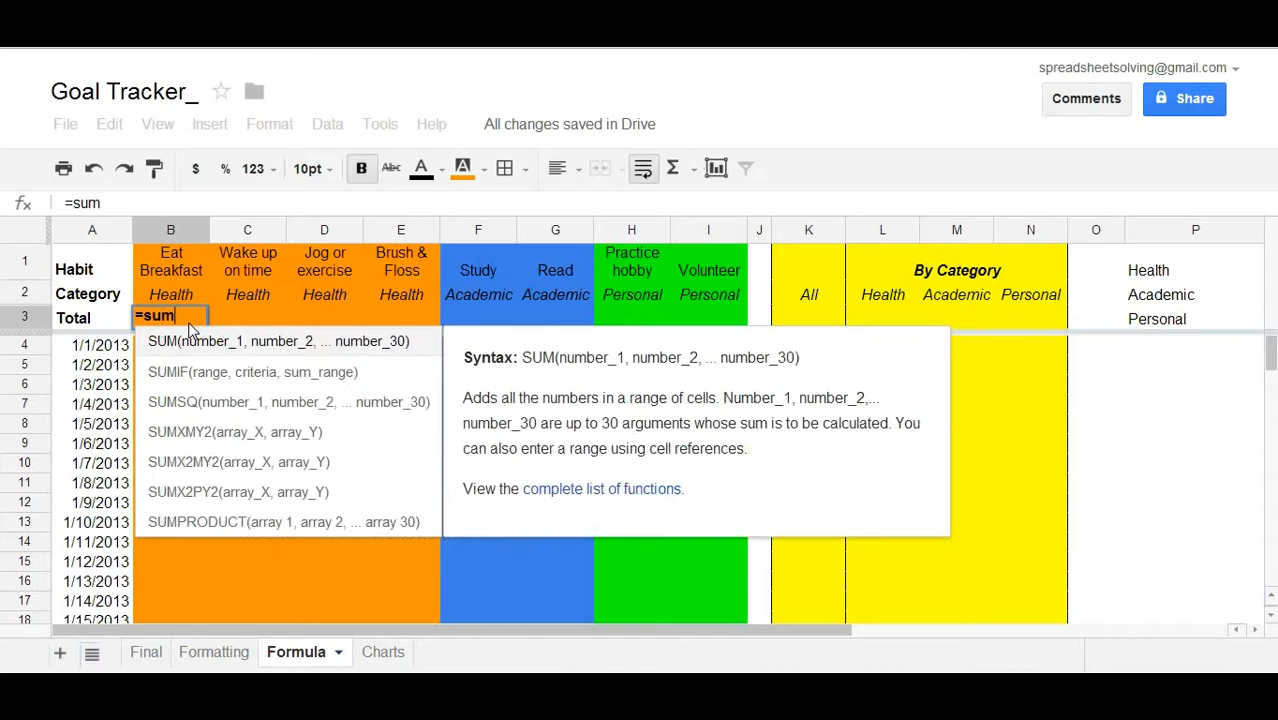 spreadsheetsolving@gmail.com
Goal Tracker_
Comments
Share
File Edit View Insert Format Data Tools Help All changes saved in Drive
$ % 123 10pt B Abc A A Σ
fx =sum
A B C D E F G H I J K L M N O P
1 Habit Eat Breakfast Wake up on time Jog or exercise Brush & Floss Study Read Practice hobby Volunteer By Category Health
2 Category Health Health Health Health Academic Academic Personal Personal All Health Academic Personal Academic
3 Total =sum Personal
4 1/1/2013
5 1/2/2013
6 1/3/2013
7 1/4/2013
8 1/5/2013
9 1/6/2013
10 1/7/2013
11 1/8/2013
12 1/9/2013
13 1/10/2013
14 1/11/2013
15 1/12/2013
16 1/13/2013
17 1/14/2013
18 1/15/2013
SUM(number_1, number_2, ... number_30)
SUMIF(range, criteria, sum_range)
SUMSQ(number_1, number_2, ... number_30)
SUMXMY2(array_X, array_Y)
SUMX2MY2(array_X, array_Y)
SUMX2PY2(array_X, array_Y)
SUMPRODUCT(array 1, array 2, ... array 30)
Syntax: SUM(number_1, number_2, ... number_30)
Adds all the numbers in a range of cells. Number_1, number_2,...
number_30 are up to 30 arguments whose sum is to be calculated. You
can also enter a range using cell references.
View the complete list of functions.
Final Formatting Formula Charts